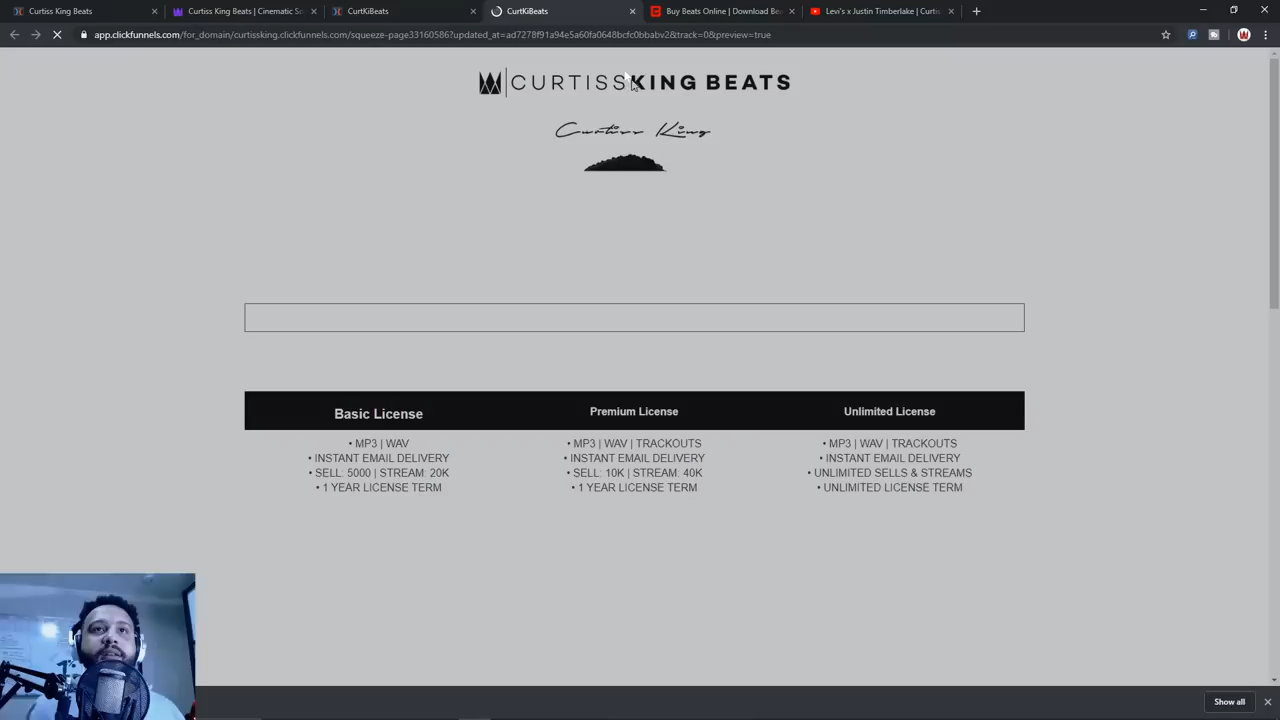 Curtiss King Beats
Curtiss King Beats | Cinematic So
CurtKiBeats
CurtKiBeats
Buy Beats Online | Download Bea
Levi's x Justin Timberlake | Curtis
app.clickfunnels.com/for_domain/curtissking.clickfunnels.com/squeeze-page33160586?updated_at=ad7278f91a94e5a60fa0648bcfc0bbabv2&track=0&preview=true
CURTISSKING BEATS
Curtiss King
Basic License
Premium License
Unlimited License
• MP3 | WAV
• MP3 | WAV | TRACKOUTS
• MP3 | WAV | TRACKOUTS
• INSTANT EMAIL DELIVERY
• INSTANT EMAIL DELIVERY
• INSTANT EMAIL DELIVERY
• SELL: 5000 | STREAM: 20K
• SELL: 10K | STREAM: 40K
• UNLIMITED SELLS & STREAMS
• 1 YEAR LICENSE TERM
• 1 YEAR LICENSE TERM
• UNLIMITED LICENSE TERM
Show all